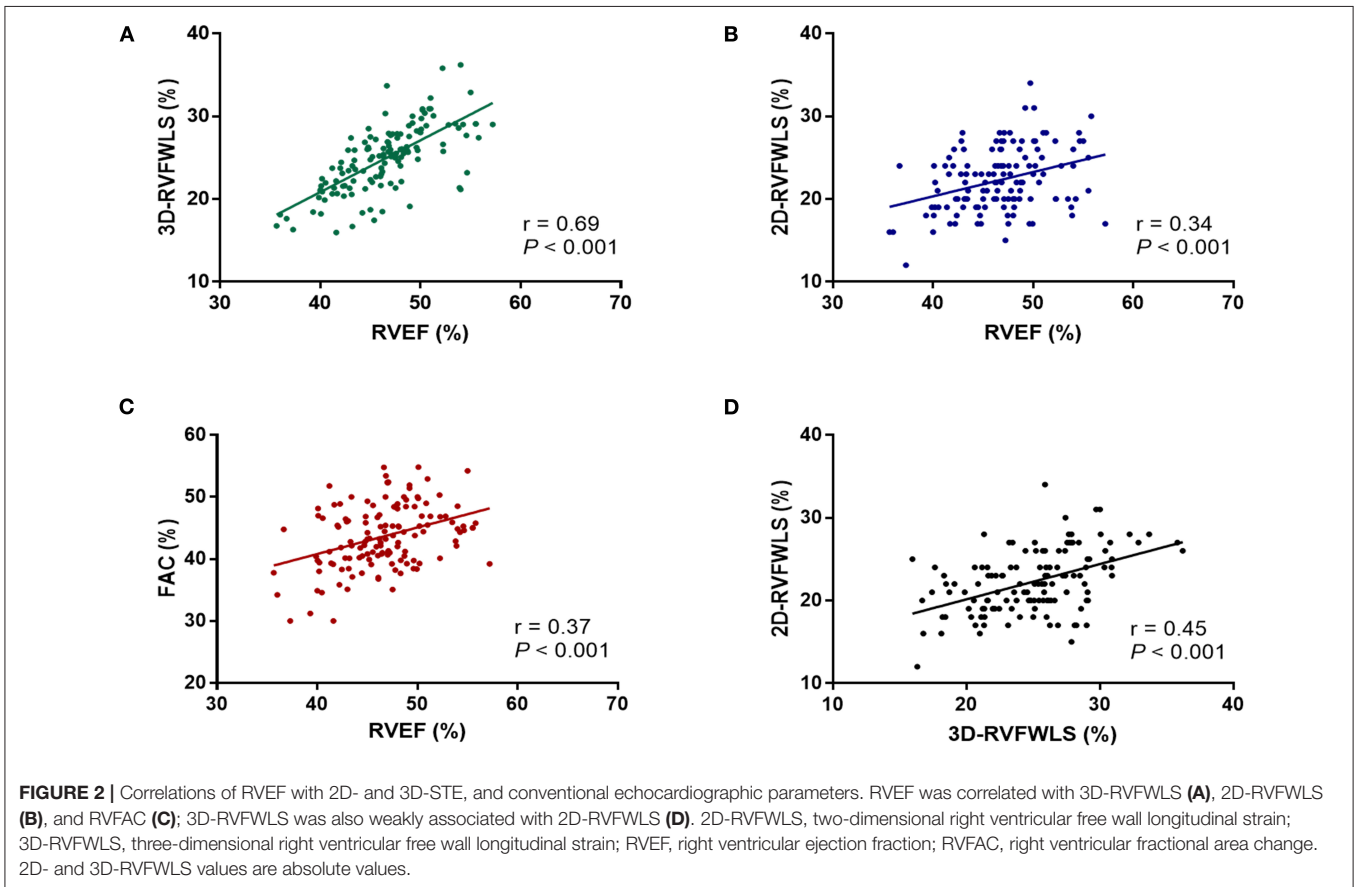 A
40
30
20
10
3D-RVFWLS (%)
r = 0.69
P < 0.001
30 40 50 60 70
RVEF (%)
B
40
30
20
10
2D-RVFWLS (%)
r = 0.34
P < 0.001
30 40 50 60 70
RVEF (%)
C
60
50
40
30
20
FAC (%)
r = 0.37
P < 0.001
30 40 50 60 70
RVEF (%)
D
40
30
20
10
2D-RVFWLS (%)
r = 0.45
P < 0.001
10 20 30 40
3D-RVFWLS (%)
FIGURE 2 | Correlations of RVEF with 2D- and 3D-STE, and conventional echocardiographic parameters. RVEF was correlated with 3D-RVFWLS (A), 2D-RVFWLS
(B), and RVFAC (C); 3D-RVFWLS was also weakly associated with 2D-RVFWLS (D). 2D-RVFWLS, two-dimensional right ventricular free wall longitudinal strain;
3D-RVFWLS, three-dimensional right ventricular free wall longitudinal strain; RVEF, right ventricular ejection fraction; RVFAC, right ventricular fractional area change.
2D- and 3D-RVFWLS values are absolute values.